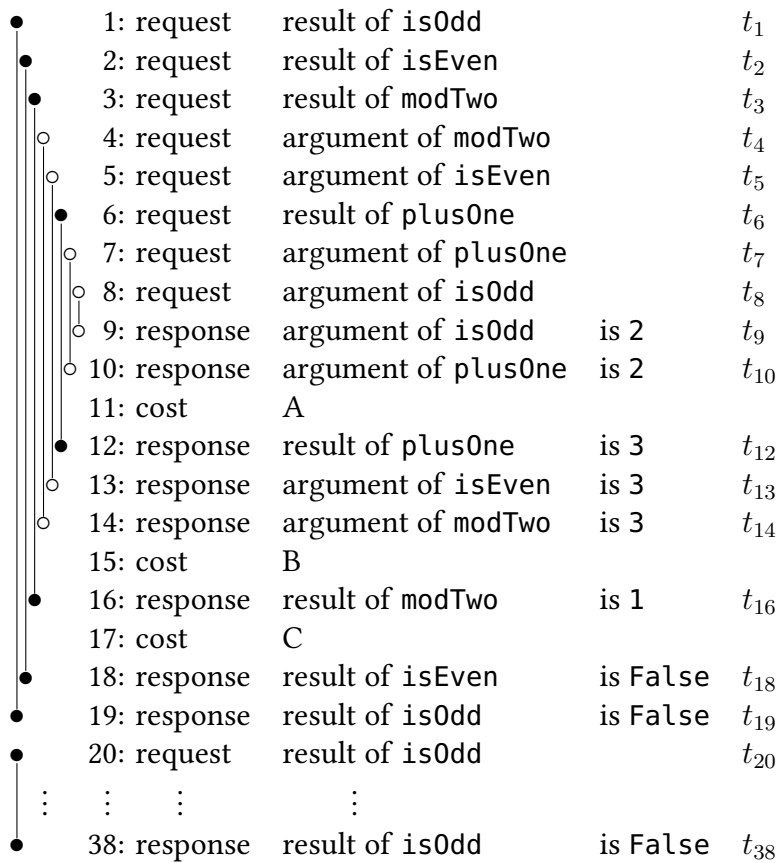 1: request result of isOdd t1
2: request result of isEven t2
3: request result of modTwo t3
4: request argument of modTwo t4
5: request argument of isEven t5
6: request result of plusOne t6
7: request argument of plusOne t7
8: request argument of isOdd t8
9: response argument of isOdd is 2 t9
10: response argument of plusOne is 2 t10
11: cost A
12: response result of plusOne is 3 t12
13: response argument of isEven is 3 t13
14: response argument of modTwo is 3 t14
15: cost B
16: response result of modTwo is 1 t16
17: cost C
18: response result of isEven is False t18
19: response result of isOdd is False t19
20: request result of isOdd t20
⋮ ⋮ ⋮ ⋮
38: response result of isOdd is False t38